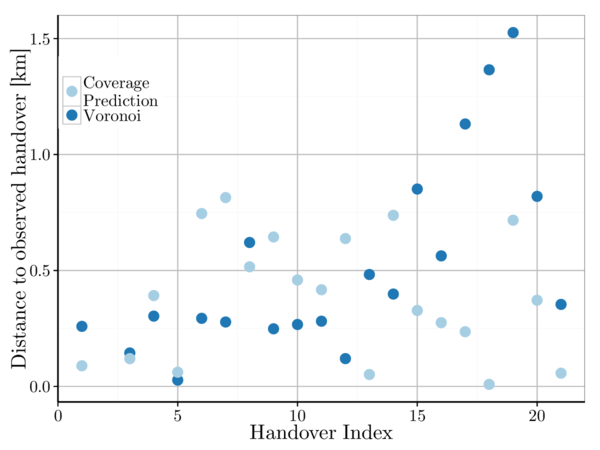 Distance to observed handover [km]
1.5
1.0
0.5
0.0
Coverage
Prediction
Voronoi
0 5 10 15 20
Handover Index